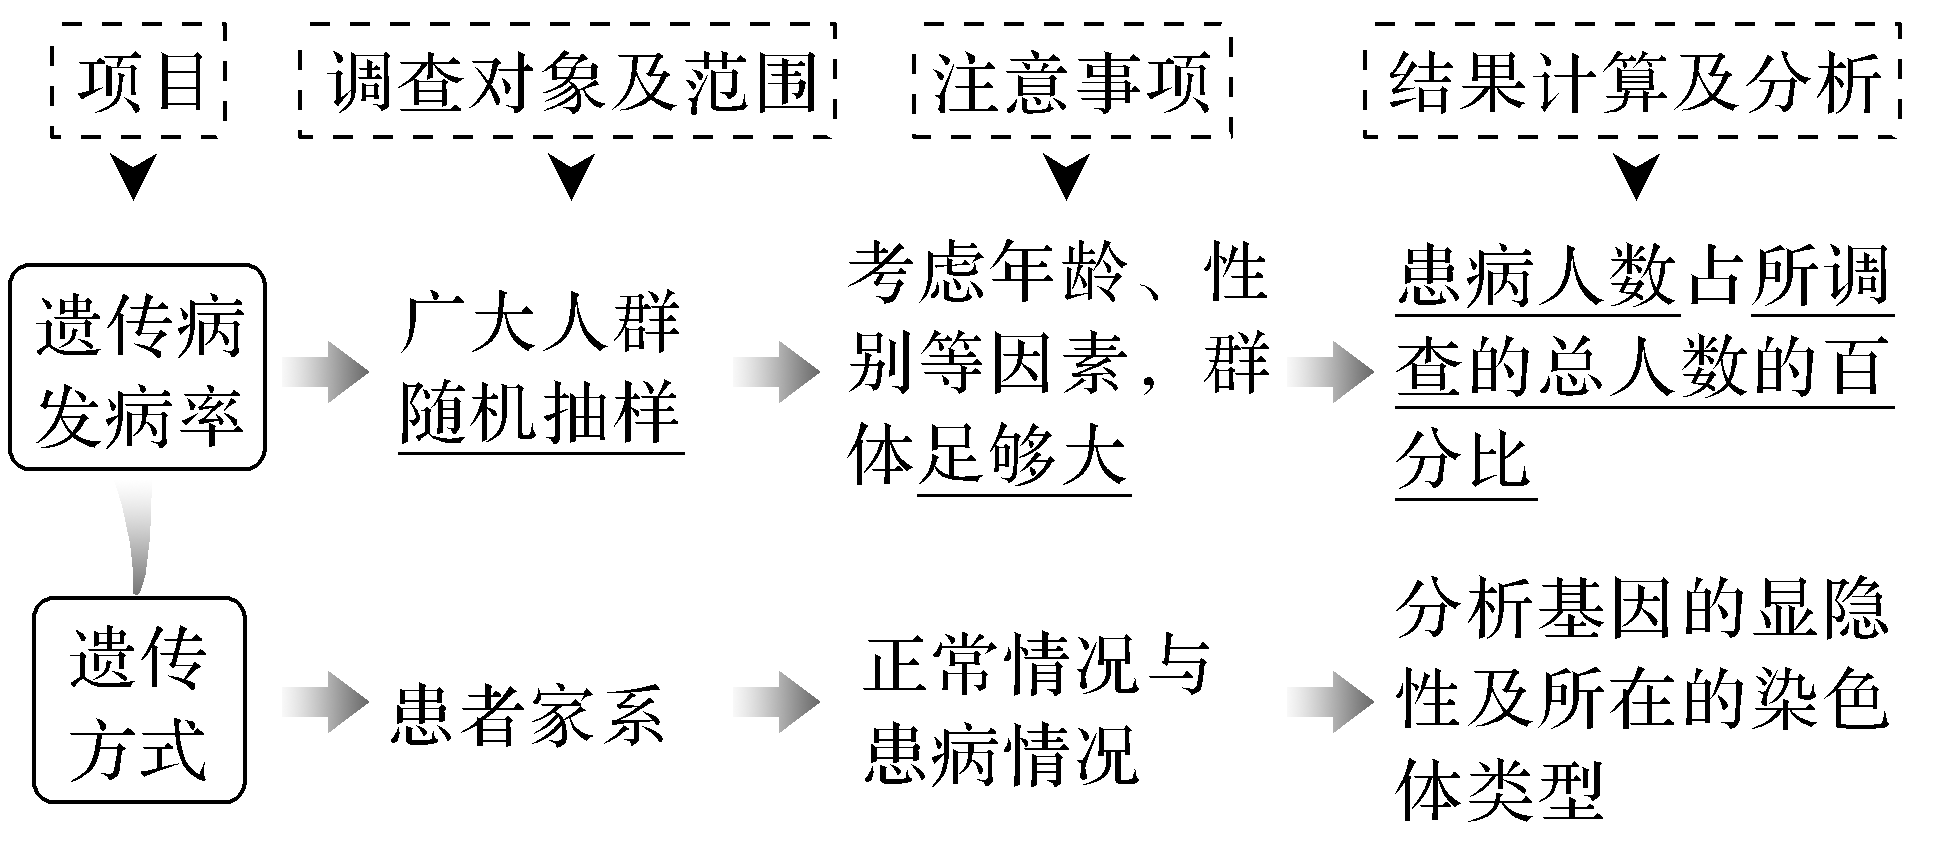 项目
调查对象及范围
注意事项
结果计算及分析
遗传病
发病率
广大人群
随机抽样
考虑年龄、性
别等因素，群
体足够大
患病人数占所调
查的总人数的百
分比
遗传
方式
患者家系
正常情况与
患病情况
分析基因的显隐
性及所在的染色
体类型